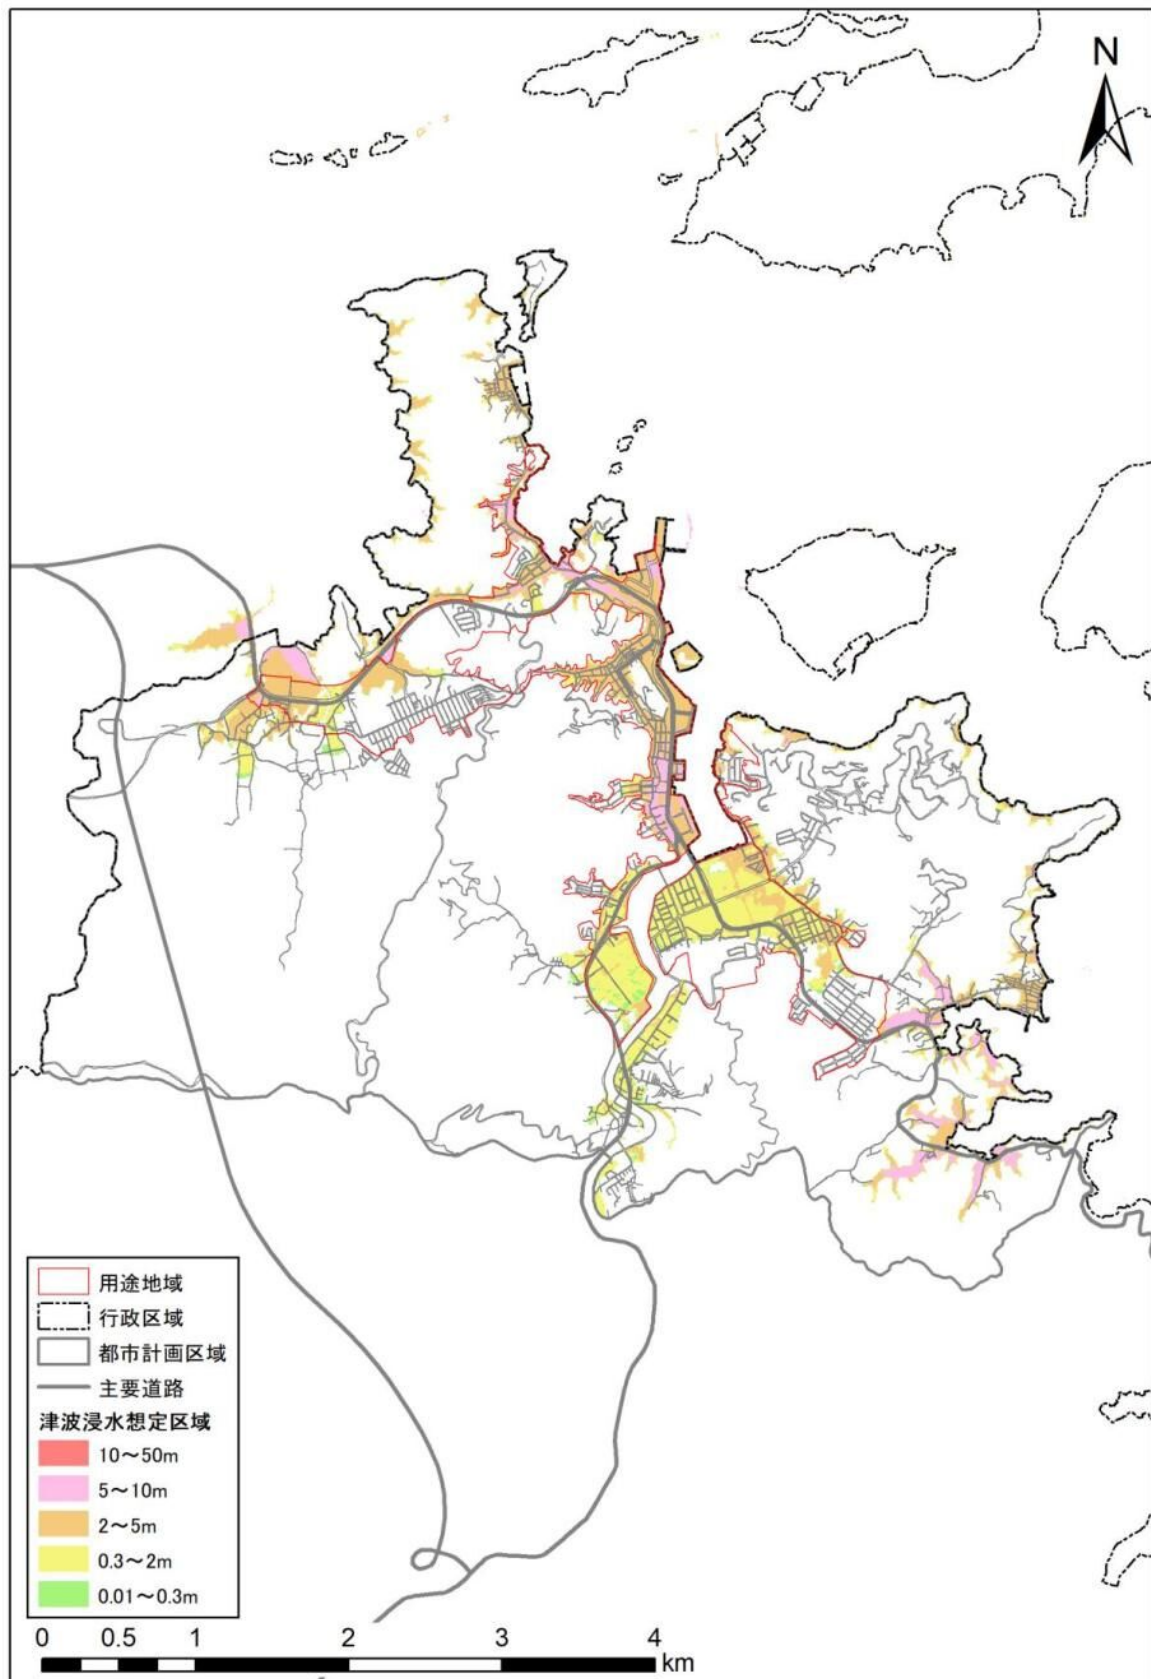 N
用途地域
行政区域
都市計画区域
主要道路
津波浸水想定区域
10～50m
5～10m
2～5m
0.3～2m
0.01～0.3m
0 0.5 1 2 3 4
km